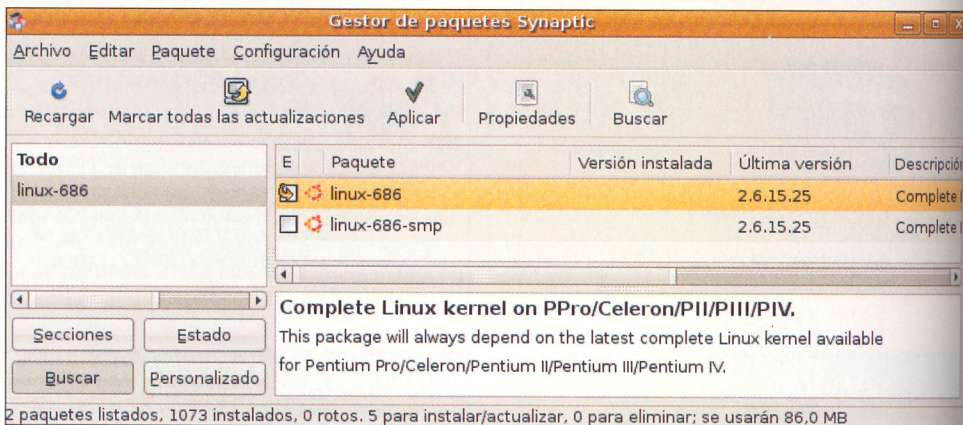 Gestor de paquetes Synaptic
Archivo Editar Paquete Configuración Ayuda
Recargar Marcar todas las actualizaciones Aplicar Propiedades Buscar
Todo
linux-686
E Paquete Versión instalada Última versión Descripción
linux-686 2.6.15.25 Complete
linux-686-smp 2.6.15.25 Complete
Complete Linux kernel on PPro/Celeron/PII/PIII/PIV.
This package will always depend on the latest complete Linux kernel available
for Pentium Pro/Celeron/Pentium II/Pentium III/Pentium IV.
Secciones Estado
Buscar Personalizado
2 paquetes listados, 1073 instalados, 0 rotos. 5 para instalar/actualizar, 0 para eliminar; se usarán 86,0 MB